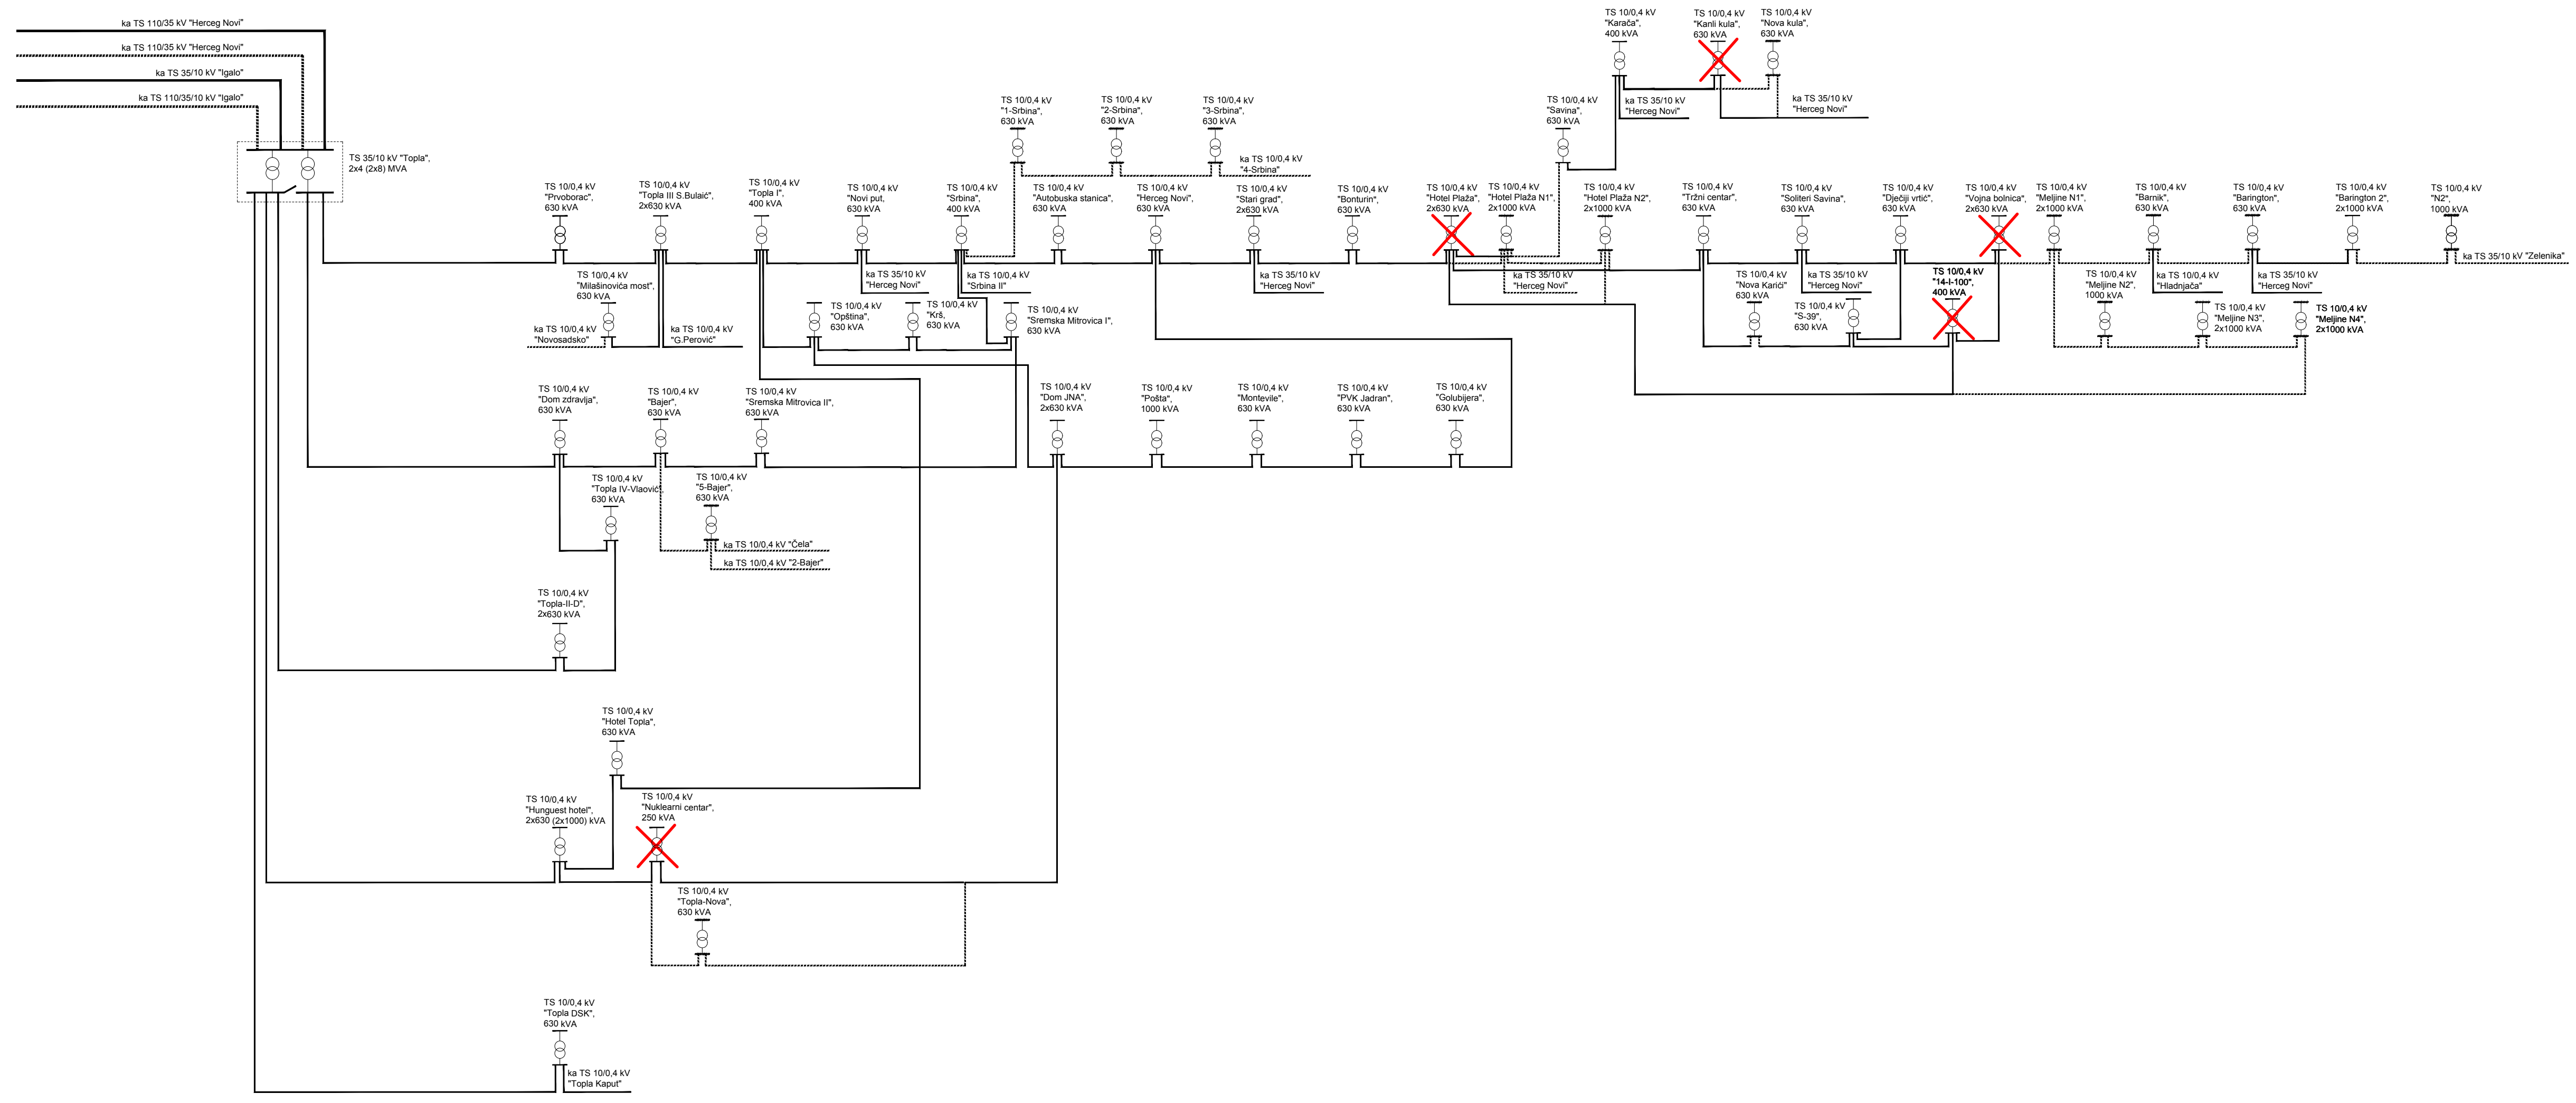 ka TS 110/35 kV "Herceg Novi"
ka TS 110/35 kV "Herceg Novi"
ka TS 35/10 kV "Igalo"
ka TS 110/35/10 kV "Igalo"
TS 35/10 kV "Topla",
2x4 (2x8) MVA
TS 10/0,4 kV
"Karača",
400 kVA
TS 10/0,4 kV
"Kanli kula",
630 kVA
TS 10/0,4 kV
"Nova kula",
630 kVA
ka TS 35/10 kV
"Herceg Novi"
ka TS 35/10 kV
"Herceg Novi"
TS 10/0,4 kV
"1-Srbina",
630 kVA
TS 10/0,4 kV
"2-Srbina",
630 kVA
TS 10/0,4 kV
"3-Srbina",
630 kVA
ka TS 10/0,4 kV
"4-Srbina"
TS 10/0,4 kV
"Savina",
630 kVA
TS 10/0,4 kV
"Prvoborac",
630 kVA
TS 10/0,4 kV
"Topla III S.Bulaić",
2x630 kVA
TS 10/0,4 kV
"Topla I",
400 kVA
TS 10/0,4 kV
"Novi put,
630 kVA
TS 10/0,4 kV
"Srbina",
400 kVA
TS 10/0,4 kV
"Autobuska stanica",
630 kVA
TS 10/0,4 kV
"Herceg Novi",
630 kVA
TS 10/0,4 kV
"Stari grad",
2x630 kVA
TS 10/0,4 kV
"Bonturin",
630 kVA
TS 10/0,4 kV
"Hotel Plaža",
2x630 kVA
TS 10/0,4 kV
"Hotel Plaža N1"
2x1000 kVA
TS 10/0,4 kV
"Hotel Plaža N2",
2x1000 kVA
TS 10/0,4 kV
"Tržni centar",
630 kVA
TS 10/0,4 kV
"Soliteri Savina",
630 kVA
TS 10/0,4 kV
"Dječiji vrtić",
630 kVA
TS 10/0,4 kV
"Vojna bolnica",
2x630 kVA
TS 10/0,4 kV
"Meljine N1",
2x1000 kVA
TS 10/0,4 kV
"Barnik",
630 kVA
TS 10/0,4 kV
"Barington",
630 kVA
TS 10/0,4 kV
"Barington 2",
2x1000 kVA
TS 10/0,4 kV
"N2",
1000 kVA
ka TS 35/10 kV "Zelenika"
TS 10/0,4 kV
"Milašinovića most",
630 kVA
ka TS 10/0,4 kV
"Novosadsko"
ka TS 10/0,4 kV
"G.Perović"
ka TS 35/10 kV
"Herceg Novi"
ka TS 10/0,4 kV
"Srbina II"
ka TS 35/10 kV
"Herceg Novi"
ka TS 35/10 kV
"Herceg Novi"
TS 10/0,4 kV
"Nova Karići"
630 kVA
ka TS 35/10 kV
"Herceg Novi"
TS 10/0,4 kV
"S-39",
630 kVA
TS 10/0,4 kV
"14-I-100",
400 kVA
TS 10/0,4 kV
"Meljine N2",
1000 kVA
ka TS 10/0,4 kV
"Hladnjača"
ka TS 35/10 kV
"Herceg Novi"
TS 10/0,4 kV
"Meljine N3",
2x1000 kVA
TS 10/0,4 kV
"Meljine N4",
2x1000 kVA
TS 10/0,4 kV
"Opština",
630 kVA
TS 10/0,4 kV
"Krš,
630 kVA
TS 10/0,4 kV
"Sremska Mitrovica I",
630 kVA
TS 10/0,4 kV
"Dom zdravlja",
630 kVA
TS 10/0,4 kV
"Bajer",
630 kVA
TS 10/0,4 kV
"Sremska Mitrovica II",
630 kVA
TS 10/0,4 kV
"Dom JNA",
2x630 kVA
TS 10/0,4 kV
"Pošta",
1000 kVA
TS 10/0,4 kV
"Montevile",
630 kVA
TS 10/0,4 kV
"PVK Jadran",
630 kVA
TS 10/0,4 kV
"Golubijera",
630 kVA
TS 10/0,4 kV
"Topla IV-Vlaović",
630 kVA
TS 10/0,4 kV
"5-Bajer",
630 kVA
ka TS 10/0,4 kV "Čela"
ka TS 10/0,4 kV "2-Bajer"
TS 10/0,4 kV
"Topla-II-D",
2x630 kVA
TS 10/0,4 kV
"Hotel Topla",
630 kVA
TS 10/0,4 kV
"Hunguest hotel",
2x630 (2x1000) kVA
TS 10/0,4 kV
"Nuklearni centar",
250 kVA
TS 10/0,4 kV
"Topla-Nova",
630 kVA
TS 10/0,4 kV
"Topla DSK",
630 kVA
ka TS 10/0,4 kV
"Topla Kaput"